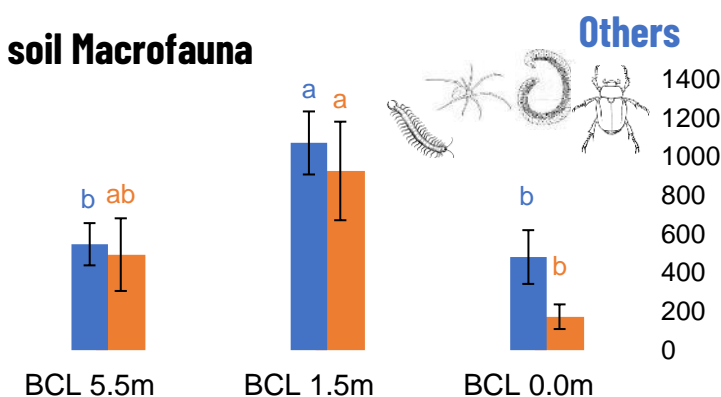 Others
soil Macrofauna
1400
1200
1000
800
600
400
200
0
a
a
b
ab
b
b
BCL 5.5m
BCL 1.5m
BCL 0.0m